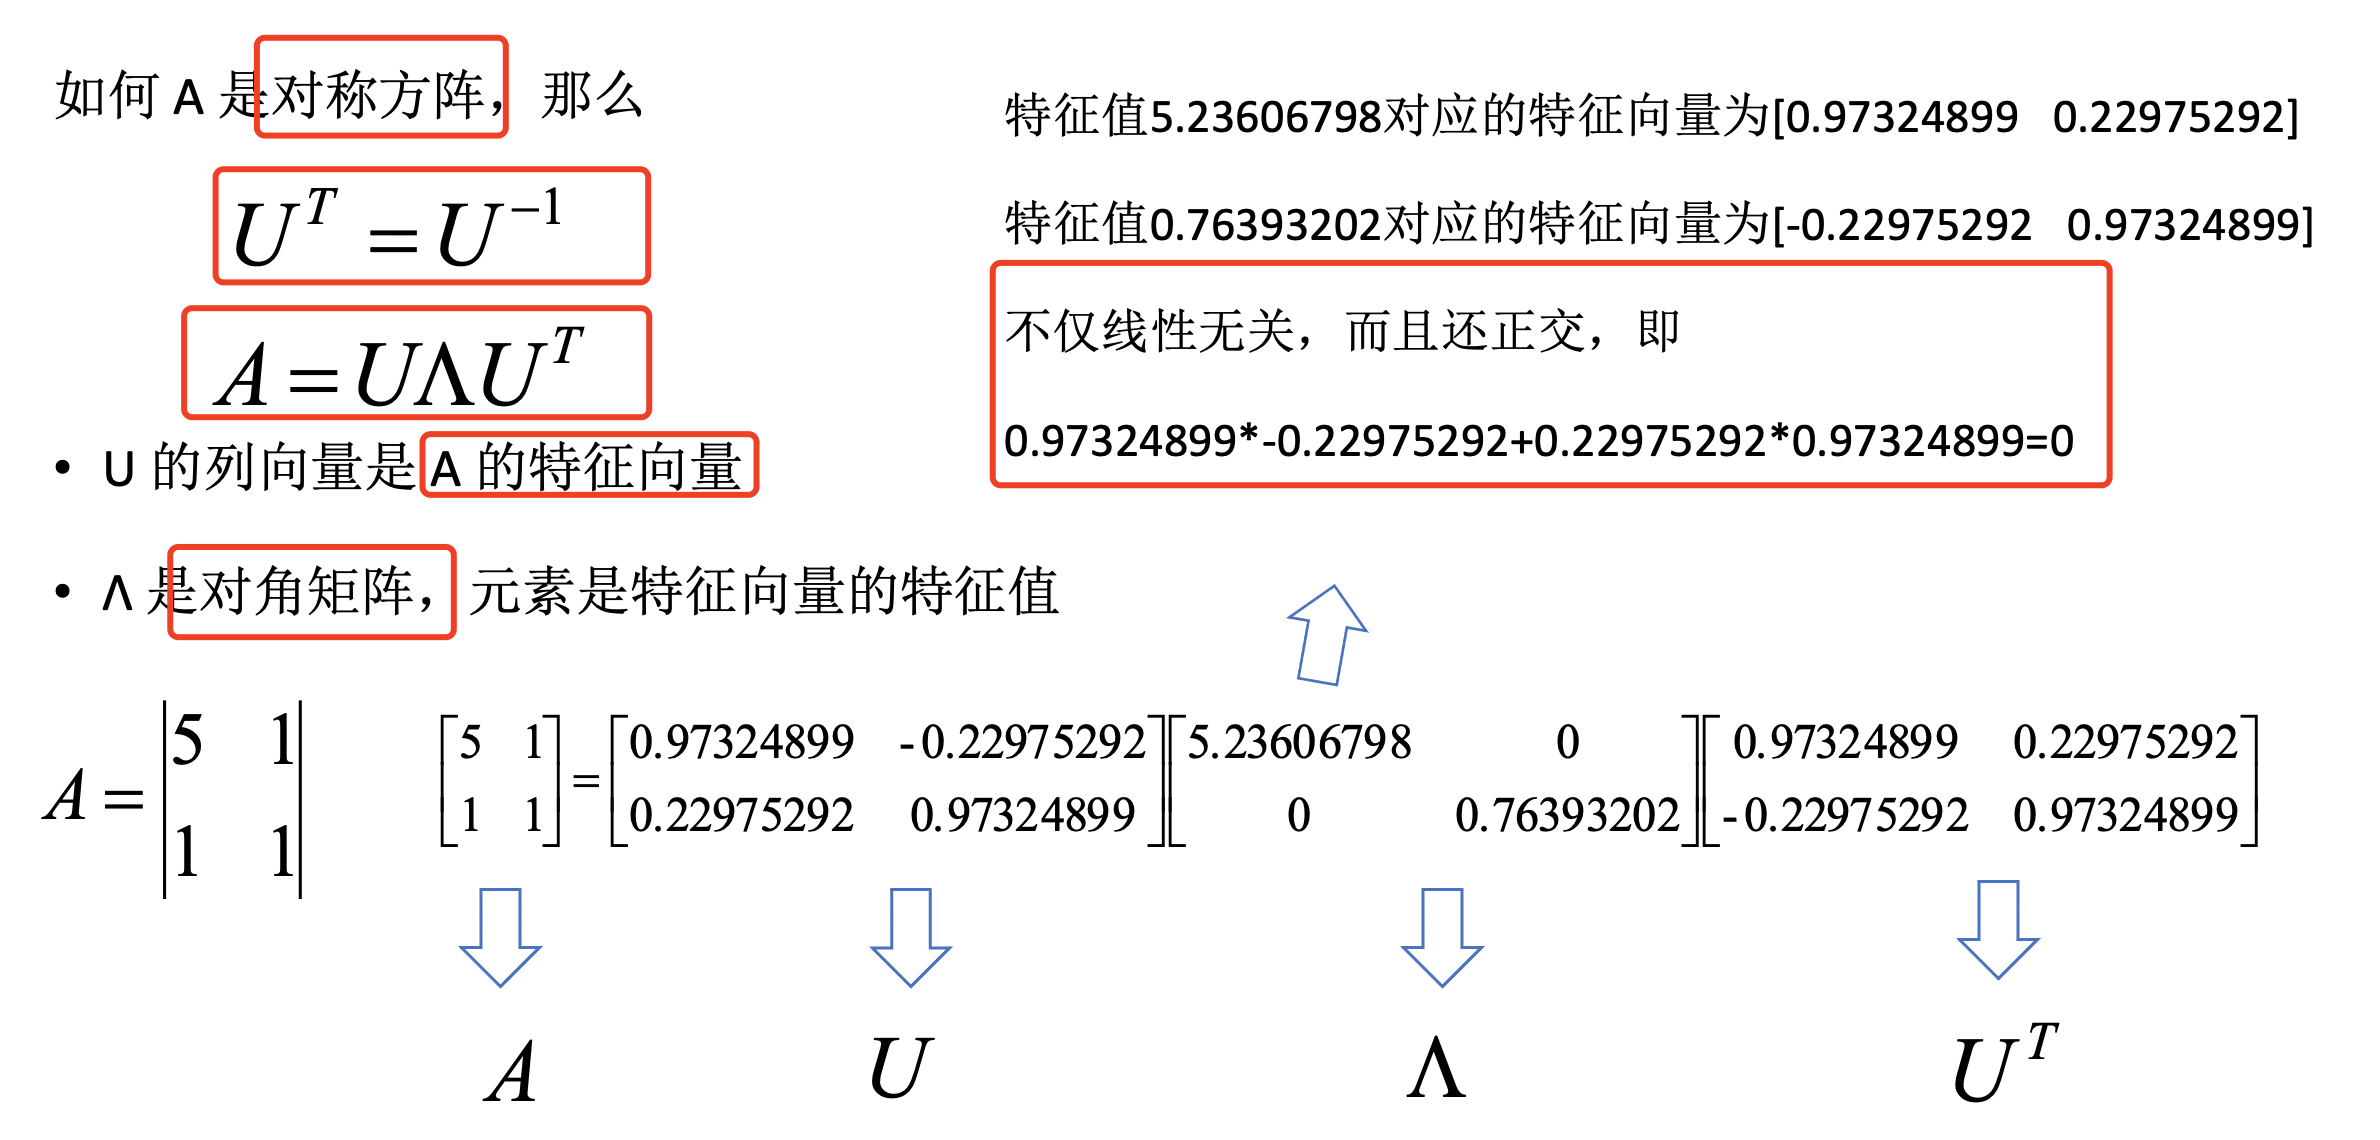 如何 A 是对称方阵，那么
U^T = U^{-1}
A = UΛU^T
• U 的列向量是 A 的特征向量
• Λ 是对角矩阵，元素是特征向量的特征值
特征值5.23606798对应的特征向量为[0.97324899 0.22975292]
特征值0.76393202对应的特征向量为[-0.22975292 0.97324899]
不仅线性无关，而且还正交，即
0.97324899*-0.22975292+0.22975292*0.97324899=0
A = |5 1|
|1 1|
[5 1] = [0.97324899 -0.22975292][5.23606798 0][0.97324899 0.22975292]
[1 1] [0.22975292 0.97324899][0 0.76393202][-0.22975292 0.97324899]
A U Λ U^T